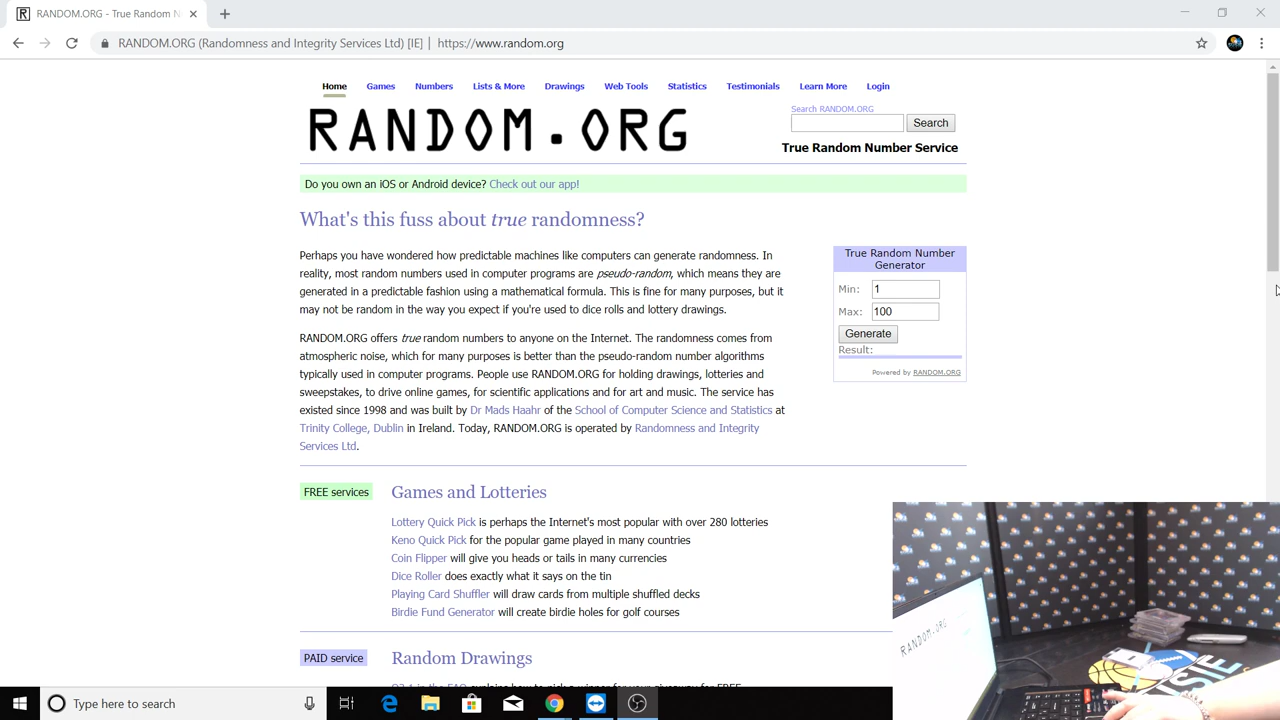 RANDOM.ORG - True Random N
RANDOM.ORG (Randomness and Integrity Services Ltd) [IE] | https://www.random.org
Home Games Numbers Lists & More Drawings Web Tools Statistics Testimonials Learn More Login
RANDOM.ORG
Search RANDOM.ORG
Search
True Random Number Service
Do you own an iOS or Android device? Check out our app!
What's this fuss about true randomness?
Perhaps you have wondered how predictable machines like computers can generate randomness. In
reality, most random numbers used in computer programs are pseudo-random, which means they are
generated in a predictable fashion using a mathematical formula. This is fine for many purposes, but it
may not be random in the way you expect if you're used to dice rolls and lottery drawings.
RANDOM.ORG offers true random numbers to anyone on the Internet. The randomness comes from
atmospheric noise, which for many purposes is better than the pseudo-random number algorithms
typically used in computer programs. People use RANDOM.ORG for holding drawings, lotteries and
sweepstakes, to drive online games, for scientific applications and for art and music. The service has
existed since 1998 and was built by Dr Mads Haahr of the School of Computer Science and Statistics at
Trinity College, Dublin in Ireland. Today, RANDOM.ORG is operated by Randomness and Integrity
Services Ltd.
True Random Number
Generator
Min: 1
Max: 100
Generate
Result:
Powered by RANDOM.ORG
FREE services
Games and Lotteries
Lottery Quick Pick is perhaps the Internet's most popular with over 280 lotteries
Keno Quick Pick for the popular game played in many countries
Coin Flipper will give you heads or tails in many currencies
Dice Roller does exactly what it says on the tin
Playing Card Shuffler will draw cards from multiple shuffled decks
Birdie Fund Generator will create birdie holes for golf courses
PAID service
Random Drawings
RANDOM.ORG
Type here to search